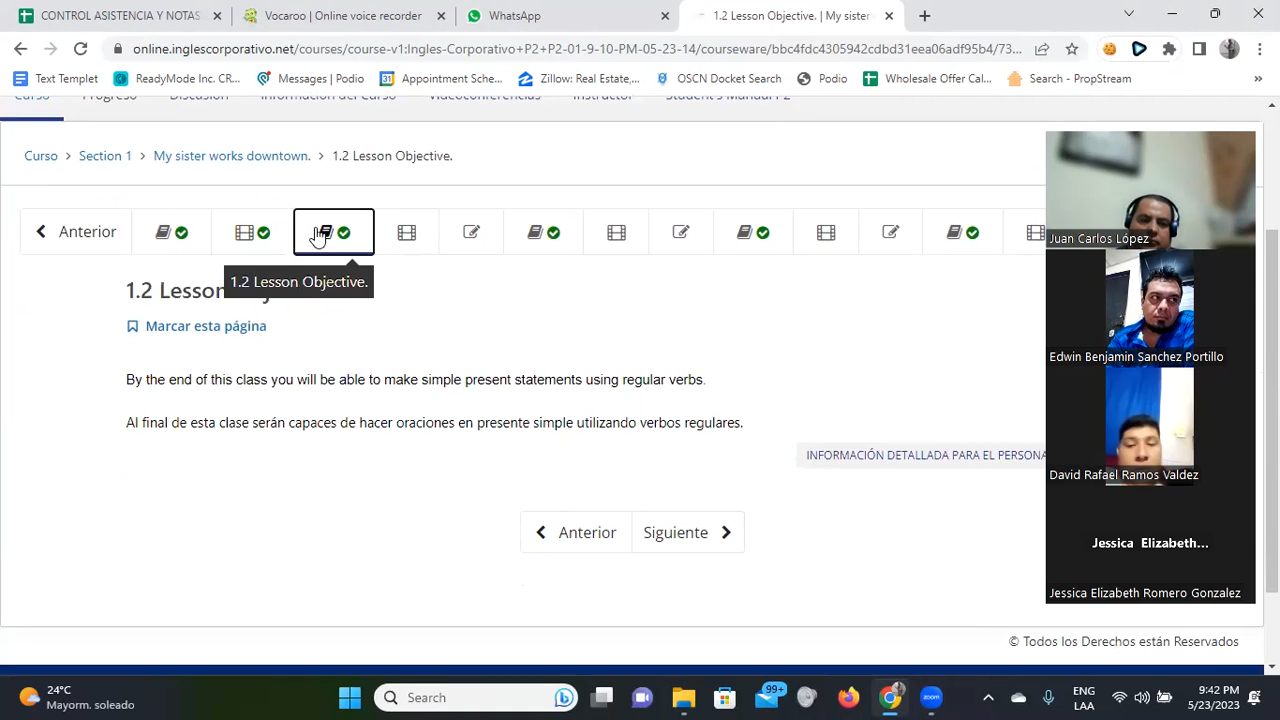 CONTROL ASISTENCIA Y NOTAS
Vocaroo | Online voice recorder
WhatsApp
1.2 Lesson Objective. | My sister
online.inglescorporativo.net/courses/course-v1:Ingles-Corporativo+P2+P2-01-9-10-PM-05-23-14/courseware/bbc4fdc4305942cdbd31eea06adf95b4/73...
Text Templet
ReadyMode Inc. CR...
Messages | Podio
Appointment Sche...
Zillow: Real Estate,...
OSCN Docket Search
Podio
Wholesale Offer Cal...
Search - PropStream
Curso
Progreso
Discusión
Información del Curso
Videoconferencias
Instructor
Student's Manual P2
Curso > Section 1 > My sister works downtown. > 1.2 Lesson Objective.
Anterior
1.2 Lesson Objective.
1.2 Lesson
Marcar esta página
By the end of this class you will be able to make simple present statements using regular verbs.
Al final de esta clase serán capaces de hacer oraciones en presente simple utilizando verbos regulares.
INFORMACIÓN DETALLADA PARA EL PERSONA
Anterior
Siguiente
© Todos los Derechos están Reservados
Juan Carlos López
Edwin Benjamin Sanchez Portillo
David Rafael Ramos Valdez
Jessica Elizabeth...
Jessica Elizabeth Romero Gonzalez
24°C
Mayorm. soleado
Search
99+
ENG
LAA
9:42 PM
5/23/2023